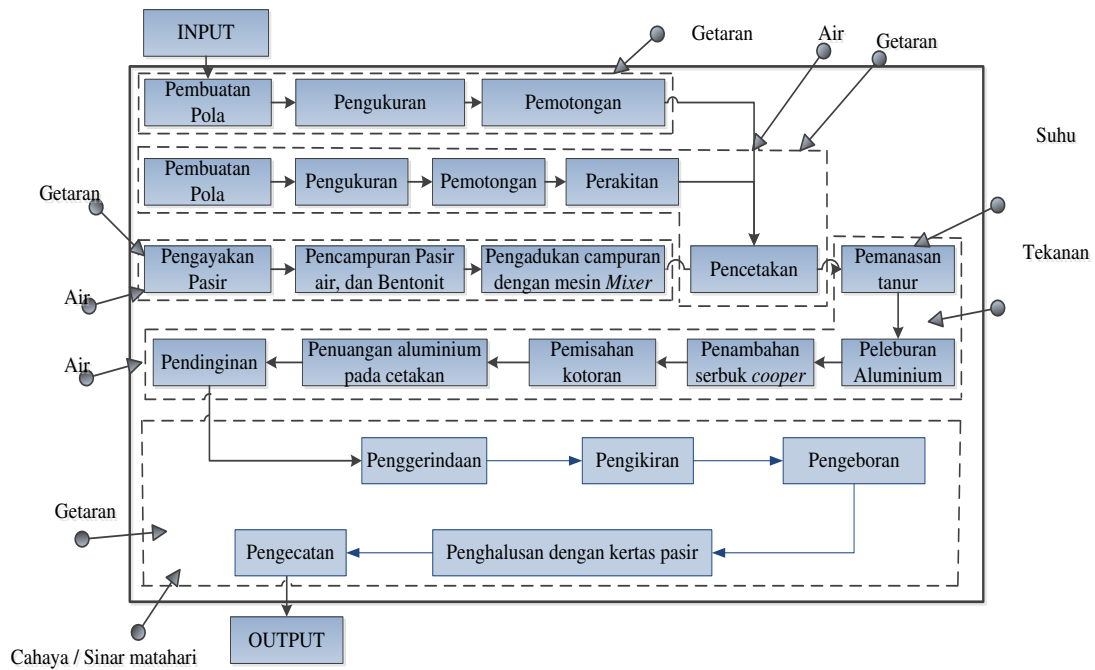 INPUT
Getaran
Air
Getaran
Pembuatan
Pola
Pengukuran
Pemotongan
Suhu
Pembuatan
Pola
Pengukuran
Pemotongan
Perakitan
Getaran
Pengayakan
Pasir
Pencampuran Pasir
air, dan Bentonit
Pengadukan campuran
dengan mesin Mixer
Pencetakan
Pemanasan
tanur
Tekanan
Air
Air
Pendinginan
Penuangan aluminium
pada cetakan
Pemisahan
kotoran
Penambahan
serbuk cooper
Peleburan
Aluminium
Penggerindaan
Pengikiran
Pengeboran
Getaran
Pengecatan
Penghalusan dengan kertas pasir
OUTPUT
Cahaya / Sinar matahari